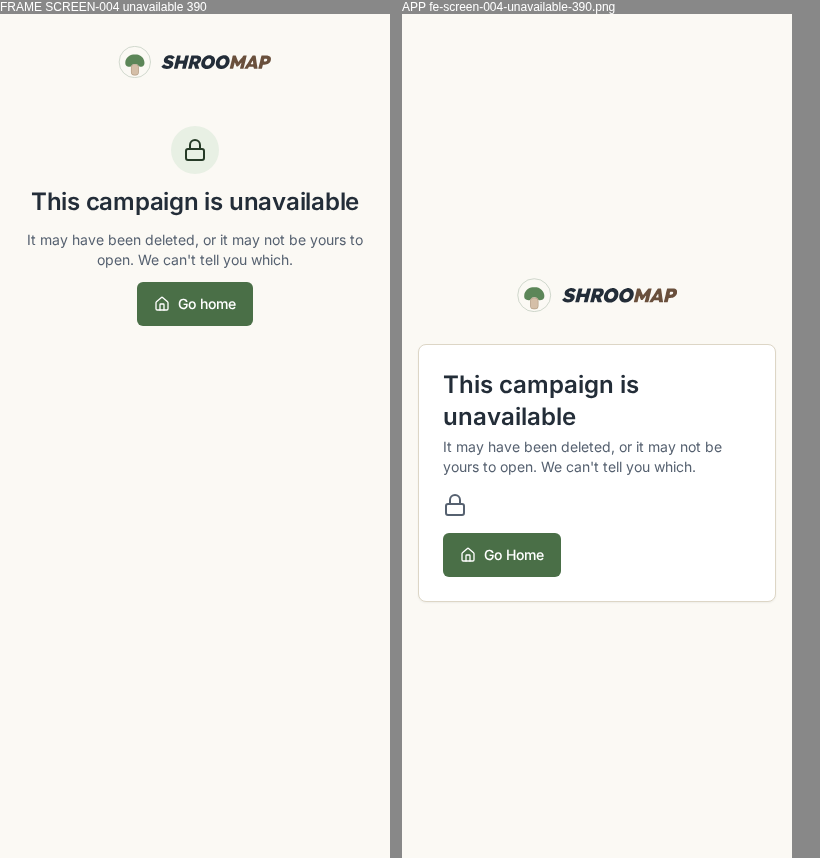 FRAME SCREEN-004 unavailable 390
SHROOMAP
This campaign is unavailable
It may have been deleted, or it may not be yours to
open. We can't tell you which.
Go home
APP fe-screen-004-unavailable-390.png
SHROOMAP
This campaign is
unavailable
It may have been deleted, or it may not be
yours to open. We can't tell you which.
Go Home